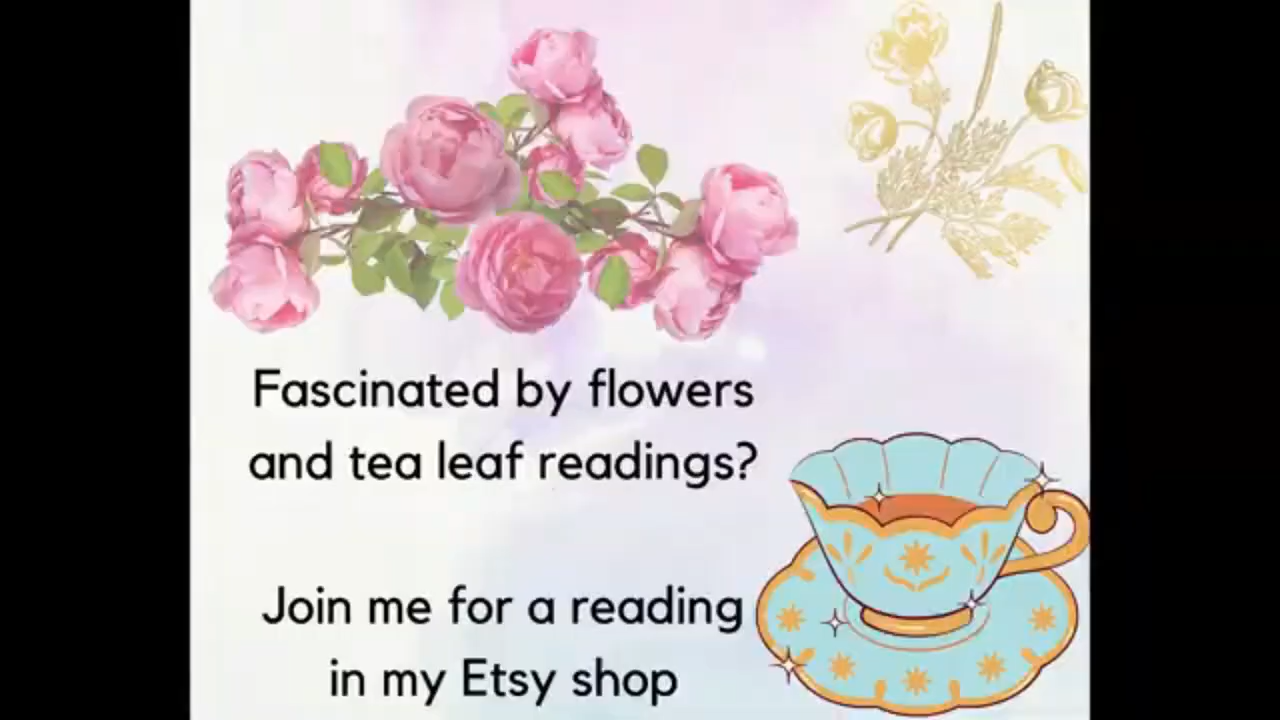 Fascinated by flowers
and tea leaf readings?
Join me for a reading
in my Etsy shop